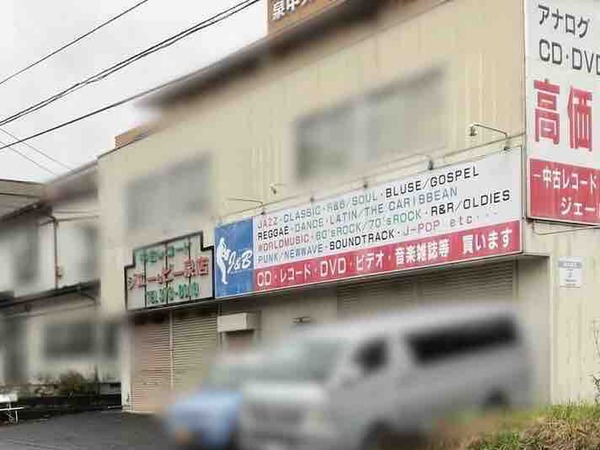 アナログ
CD・DVD
高価
中古レコード
ジェー
JAZZ・CLASSIC・R&B/SOUL・BLUSE/GOSPEL
REGGAE・DANCE・LATIN/THE CARIBBEAN
WORLDMUSIC/60'sROCK/70'sROCK・R&R/OLDIES
PUNK/NEWWAVE・SOUNDTRACK・J-POP etc...
CD・レコード・DVD・ビデオ・音楽雑誌等 買います
J&B
中古レコード